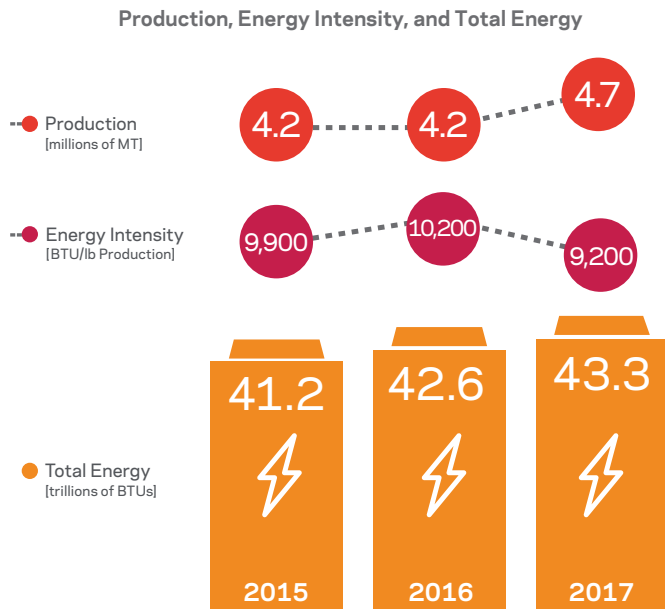 Production, Energy Intensity, and Total Energy
Production
[millions of MT]
4.2
4.2
4.7
Energy Intensity
[BTU/lb Production]
9,900
10,200
9,200
Total Energy
[trillions of BTUs]
41.2
42.6
43.3
2015
2016
2017